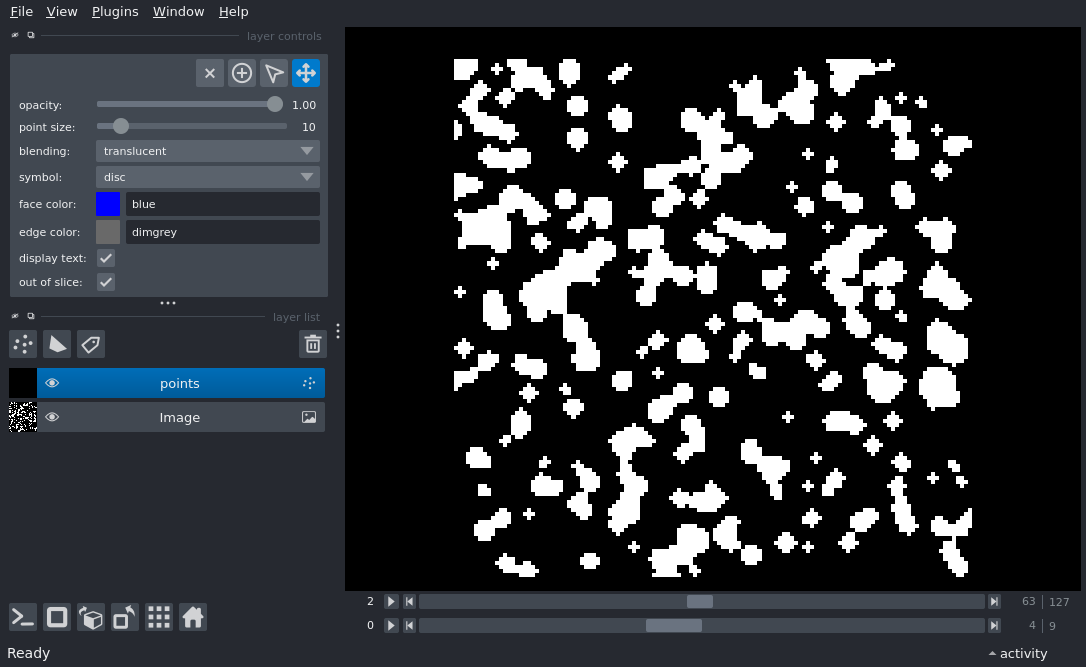 File View Plugins Window Help
layer controls
opacity: 1.00
point size: 10
blending: translucent
symbol: disc
face color: blue
edge color: dimgrey
display text:
out of slice:
layer list
points
Image
2 63 127
0 4 9
Ready activity